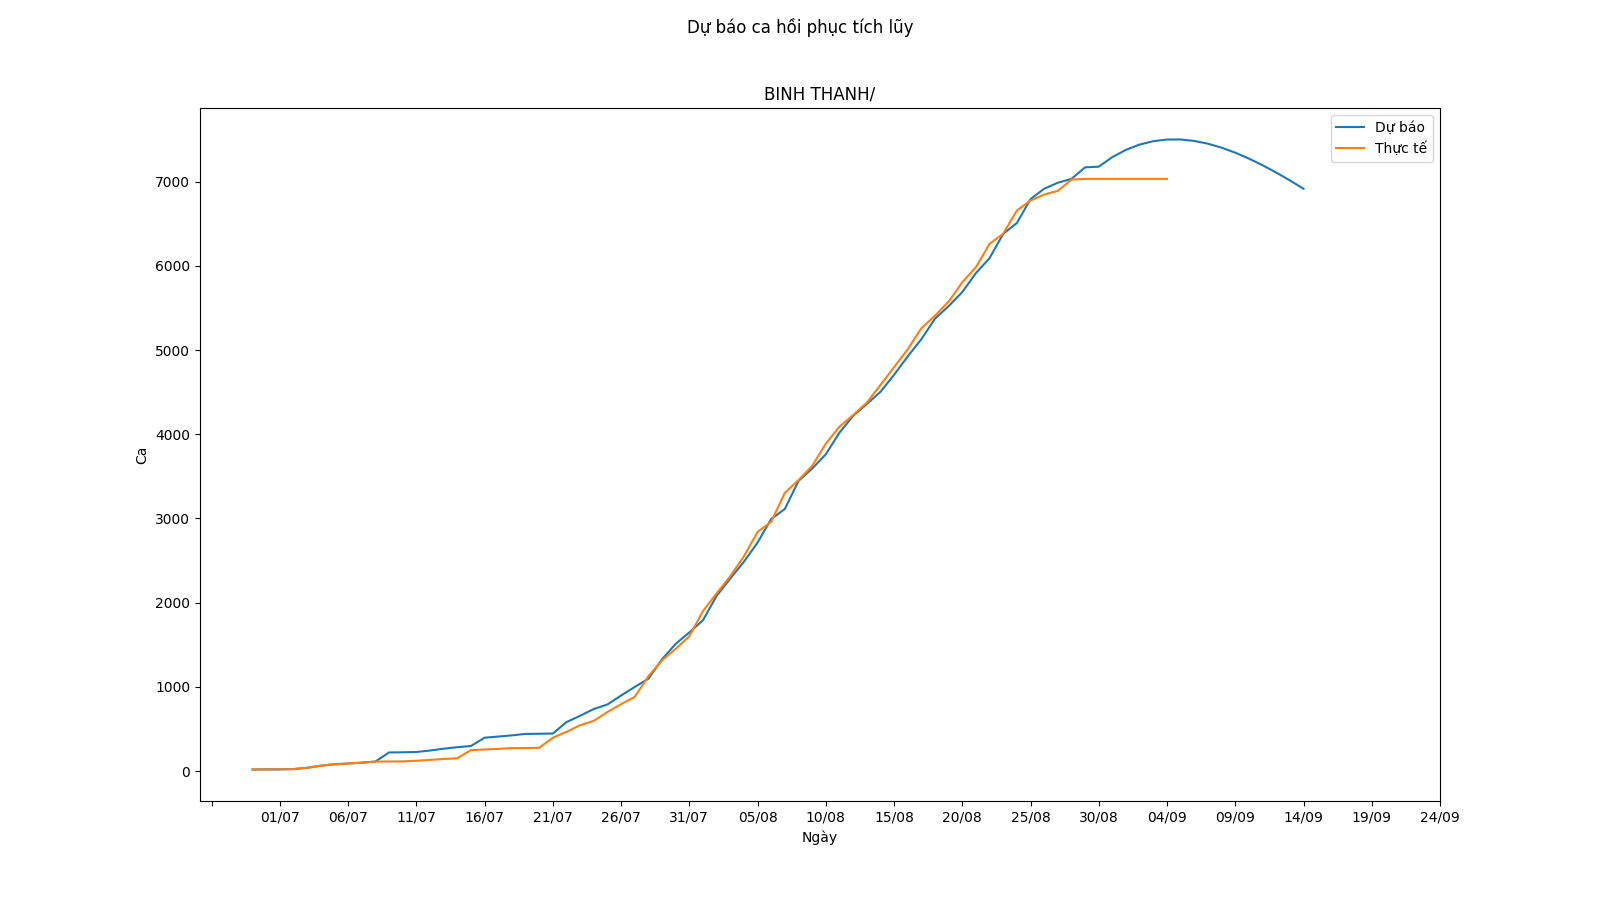 Dự báo ca hồi phục tích lũy
BINH THANH/
Dự báo
Thực tế
7000
6000
5000
4000
3000
2000
1000
0
Ca
01/07 06/07 11/07 16/07 21/07 26/07 31/07 05/08 10/08 15/08 20/08 25/08 30/08 04/09 09/09 14/09 19/09 24/09
Ngày